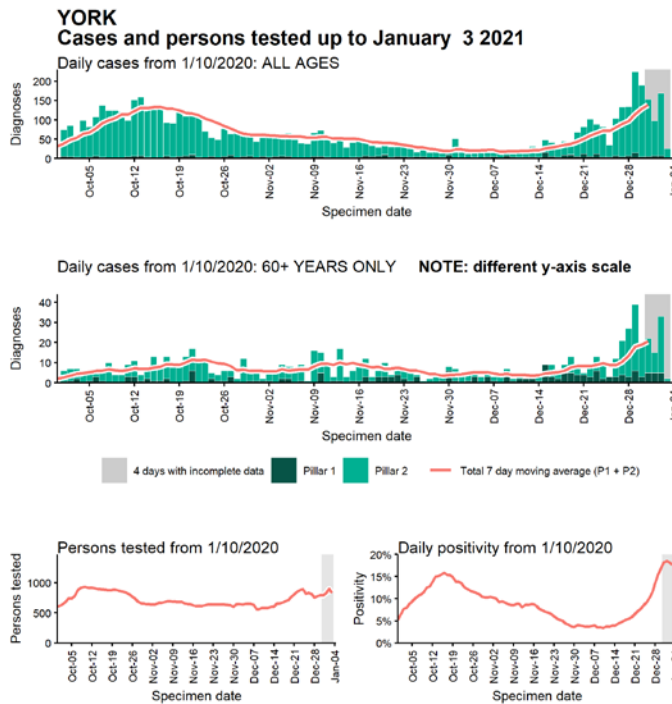 YORK
Cases and persons tested up to January 3 2021
Daily cases from 1/10/2020: ALL AGES
Diagnoses
200
150
100
50
0
Oct-05
Oct-12
Oct-19
Oct-26
Nov-02
Nov-09
Nov-16
Nov-23
Nov-30
Dec-07
Dec-14
Dec-21
Dec-28
Specimen date
Daily cases from 1/10/2020: 60+ YEARS ONLY NOTE: different y-axis scale
Diagnoses
40
30
20
10
0
Oct-05
Oct-12
Oct-19
Oct-26
Nov-02
Nov-09
Nov-16
Nov-23
Nov-30
Dec-07
Dec-14
Dec-21
Dec-28
Specimen date
4 days with incomplete data Pillar 1 Pillar 2 Total 7 day moving average (P1 + P2)
Persons tested from 1/10/2020
Persons tested
1000
500
0
Oct-05
Oct-12
Oct-19
Oct-26
Nov-02
Nov-09
Nov-16
Nov-23
Nov-30
Dec-07
Dec-14
Dec-21
Dec-28
Jan-04
Specimen date
Daily positivity from 1/10/2020
Positivity
20%
15%
10%
5%
0%
Oct-05
Oct-12
Oct-19
Oct-26
Nov-02
Nov-09
Nov-16
Nov-23
Nov-30
Dec-07
Dec-14
Dec-21
Dec-28
Specimen date